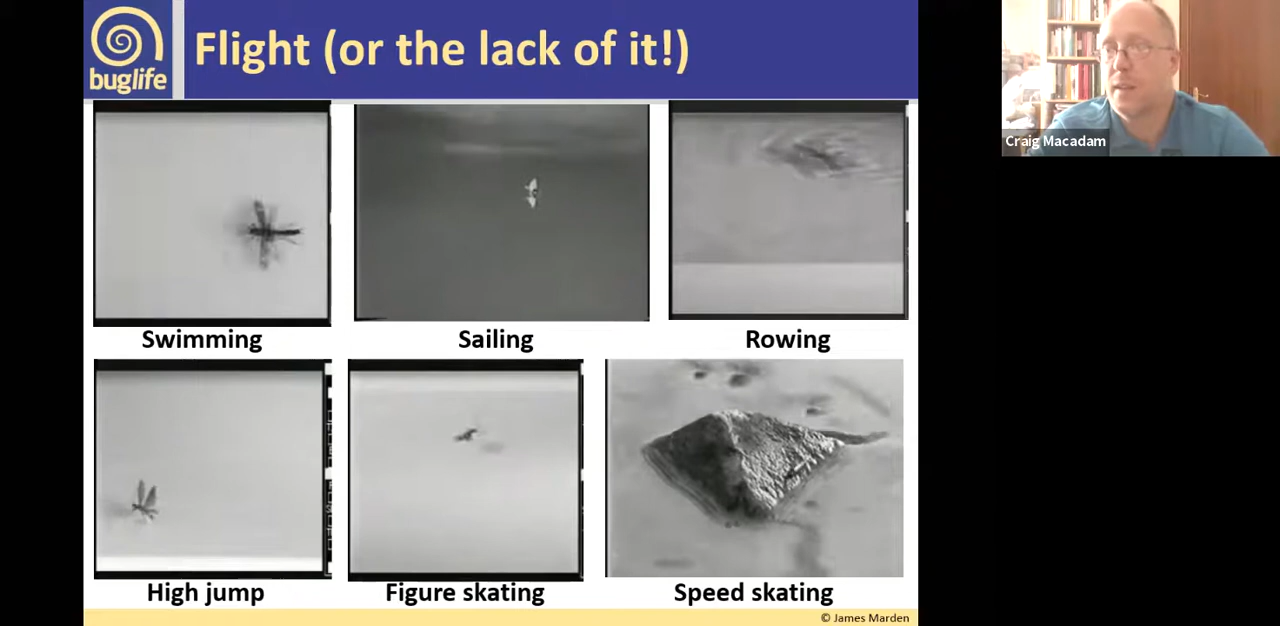 buglife
Flight (or the lack of it!)
Craig Macadam
Swimming
Sailing
Rowing
High jump
Figure skating
Speed skating
© James Marden